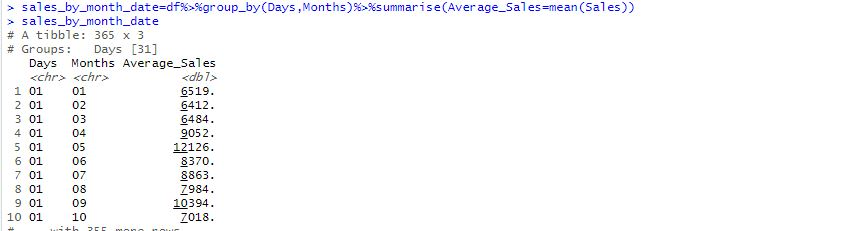 > sales_by_month_date=df%>%group_by(Days,Months)%>%summarise(Average_Sales=mean(Sales))
> sales_by_month_date
# A tibble: 365 x 3
# Groups:   Days [31]
   Days  Months Average_Sales
   <chr> <chr>          <dbl>
 1 01    01             6519.
 2 01    02             6412.
 3 01    03             6484.
 4 01    04             9052.
 5 01    05            12126.
 6 01    06             8370.
 7 01    07             8863.
 8 01    08             7984.
 9 01    09            10394.
10 01    10             7018.
# ... with 355 more rows